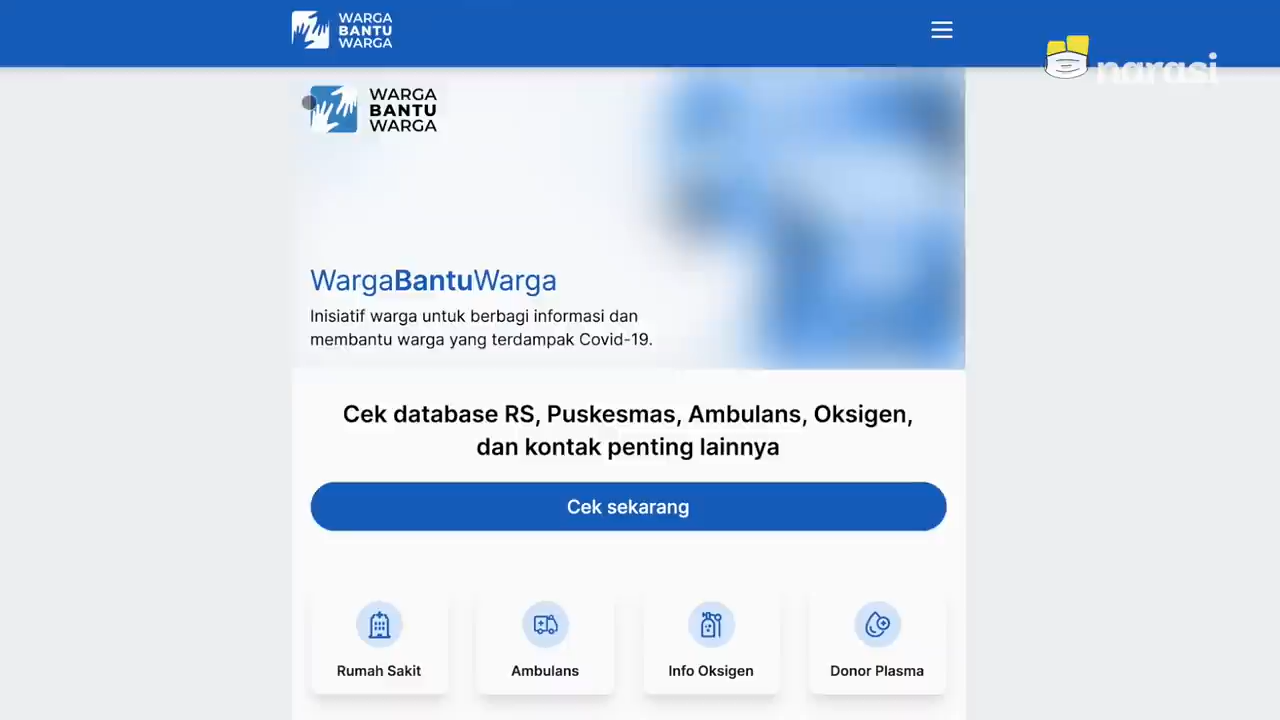 WARGA
BANTU
WARGA
narasi
WARGA
BANTU
WARGA
WargaBantuWarga
Inisiatif warga untuk berbagi informasi dan
membantu warga yang terdampak Covid-19.
Cek database RS, Puskesmas, Ambulans, Oksigen,
dan kontak penting lainnya
Cek sekarang
Rumah Sakit
Ambulans
Info Oksigen
Donor Plasma